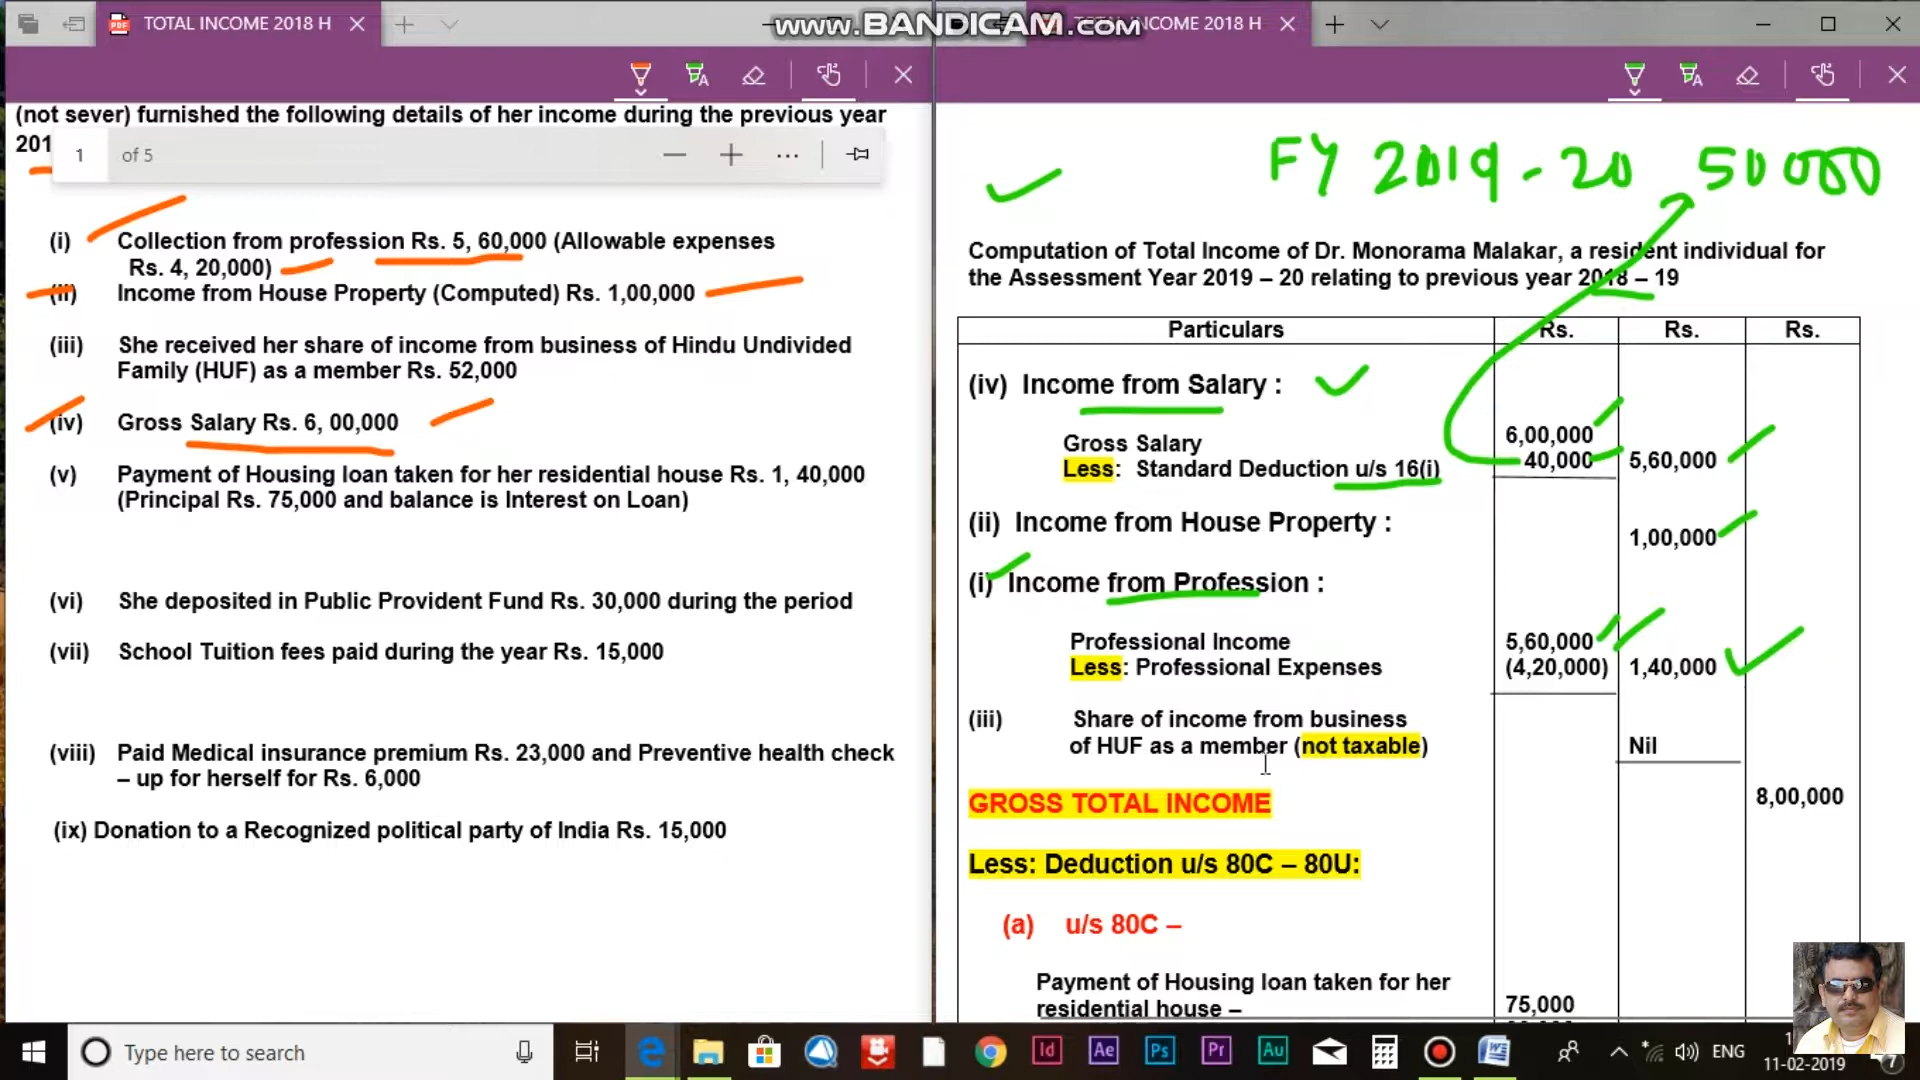 TOTAL INCOME 2018 H
www.BANDICAM.com
INCOME 2018 H
(not sever) furnished the following details of her income during the previous year
201
1 of 5
(i) Collection from profession Rs. 5, 60,000 (Allowable expenses
Rs. 4, 20,000)
(ii) Income from House Property (Computed) Rs. 1,00,000
(iii) She received her share of income from business of Hindu Undivided
Family (HUF) as a member Rs. 52,000
(iv) Gross Salary Rs. 6, 00,000
(v) Payment of Housing loan taken for her residential house Rs. 1, 40,000
(Principal Rs. 75,000 and balance is Interest on Loan)
(vi) She deposited in Public Provident Fund Rs. 30,000 during the period
(vii) School Tuition fees paid during the year Rs. 15,000
(viii) Paid Medical insurance premium Rs. 23,000 and Preventive health check
– up for herself for Rs. 6,000
(ix) Donation to a Recognized political party of India Rs. 15,000
FY 2019-20 50000
Computation of Total Income of Dr. Monorama Malakar, a resident individual for
the Assessment Year 2019 – 20 relating to previous year 2018 – 19
Particulars Rs. Rs. Rs.
(iv) Income from Salary :
Gross Salary 6,00,000
Less: Standard Deduction u/s 16(i) 40,000 5,60,000
(ii) Income from House Property :
1,00,000
(i) Income from Profession :
Professional Income 5,60,000
Less: Professional Expenses (4,20,000) 1,40,000
(iii) Share of income from business
of HUF as a member (not taxable) Nil
GROSS TOTAL INCOME 8,00,000
Less: Deduction u/s 80C – 80U:
(a) u/s 80C –
Payment of Housing loan taken for her
residential house – 75,000
Type here to search
Id Ae Ps Pr Au
ENG
11-02-2019
7